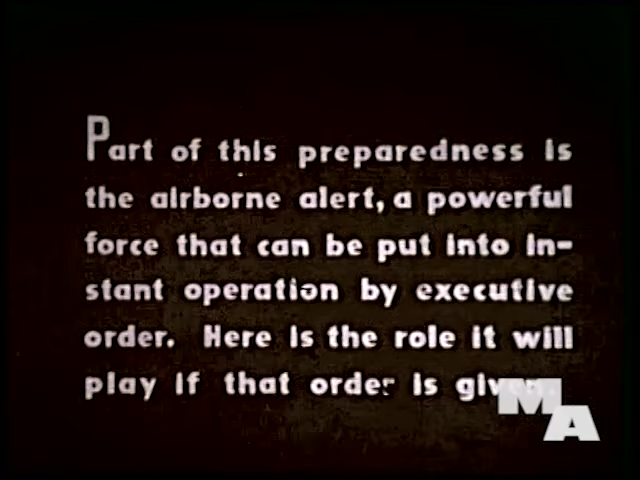 Part of this preparedness is
the airborne alert, a powerful
force that can be put into in-
stant operation by executive
order. Here is the role it will
play if that order is given.
MA